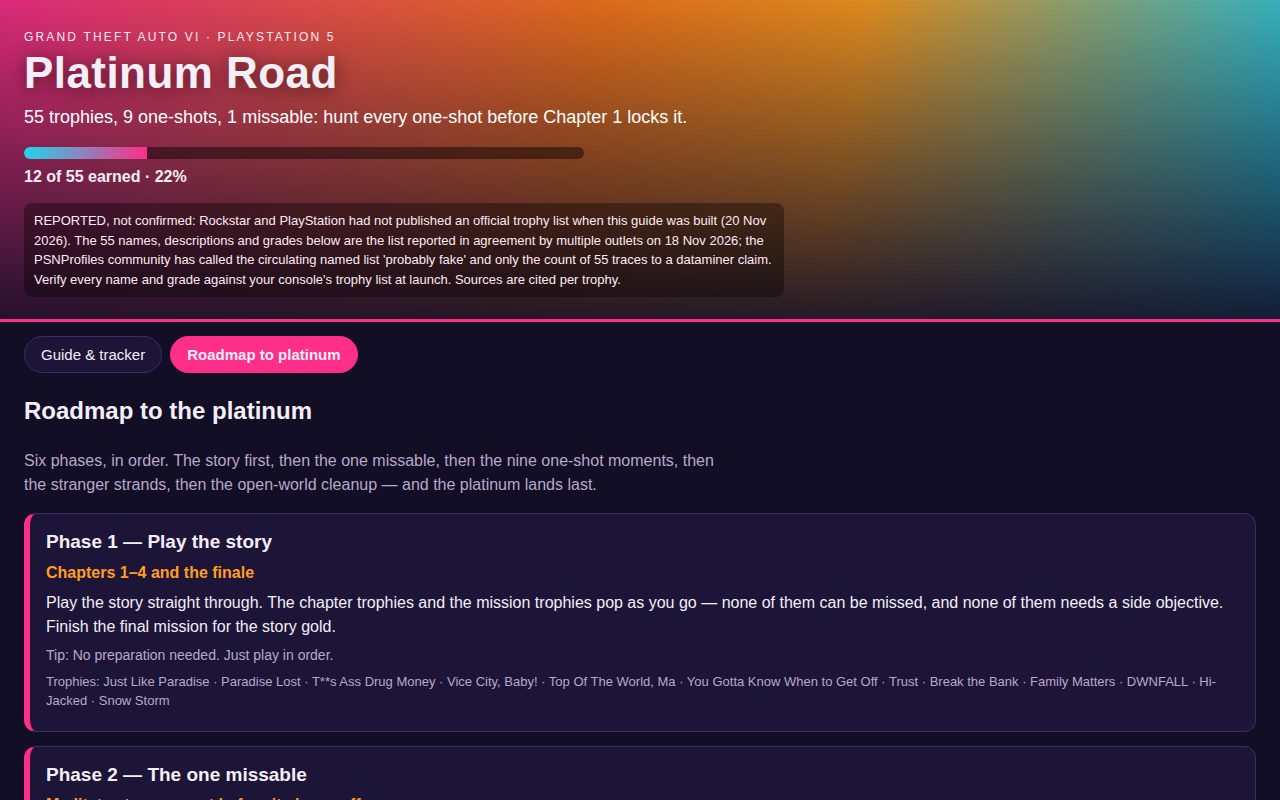 GRAND THEFT AUTO VI · PLAYSTATION 5
Platinum Road
55 trophies, 9 one-shots, 1 missable: hunt every one-shot before Chapter 1 locks it.
12 of 55 earned · 22%
REPORTED, not confirmed: Rockstar and PlayStation had not published an official trophy list when this guide was built (20 Nov
2026). The 55 names, descriptions and grades below are the list reported in agreement by multiple outlets on 18 Nov 2026; the
PSNProfiles community has called the circulating named list 'probably fake' and only the count of 55 traces to a dataminer claim.
Verify every name and grade against your console's trophy list at launch. Sources are cited per trophy.
Guide & tracker
Roadmap to platinum
Roadmap to the platinum
Six phases, in order. The story first, then the one missable, then the nine one-shot moments, then
the stranger strands, then the open-world cleanup — and the platinum lands last.
Phase 1 — Play the story
Chapters 1–4 and the finale
Play the story straight through. The chapter trophies and the mission trophies pop as you go — none of them can be missed, and none of them needs a side objective.
Finish the final mission for the story gold.
Tip: No preparation needed. Just play in order.
Trophies: Just Like Paradise · Paradise Lost · T**s Ass Drug Money · Vice City, Baby! · Top Of The World, Ma · You Gotta Know When to Get Off · Trust · Break the Bank · Family Matters · DWNFALL · Hi-
Jacked · Snow Storm
Phase 2 — The one missable